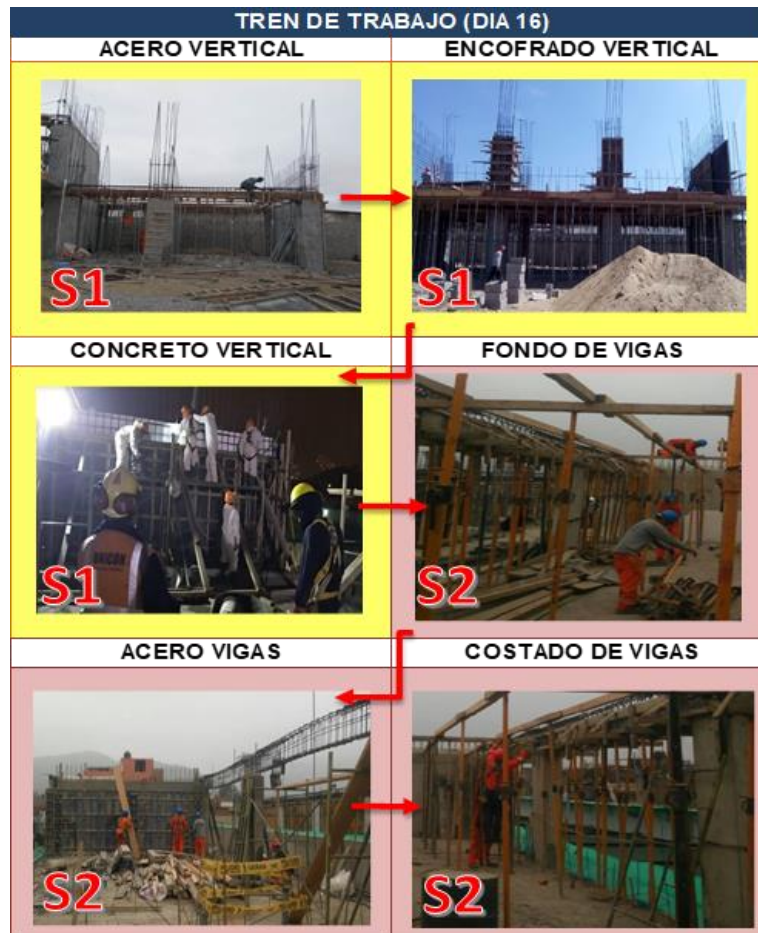 TREN DE TRABAJO (DIA 16)
ACERO VERTICAL
ENCOFRADO VERTICAL
S1
S1
CONCRETO VERTICAL
FONDO DE VIGAS
UNICON
S1
S2
ACERO VIGAS
COSTADO DE VIGAS
S2
S2